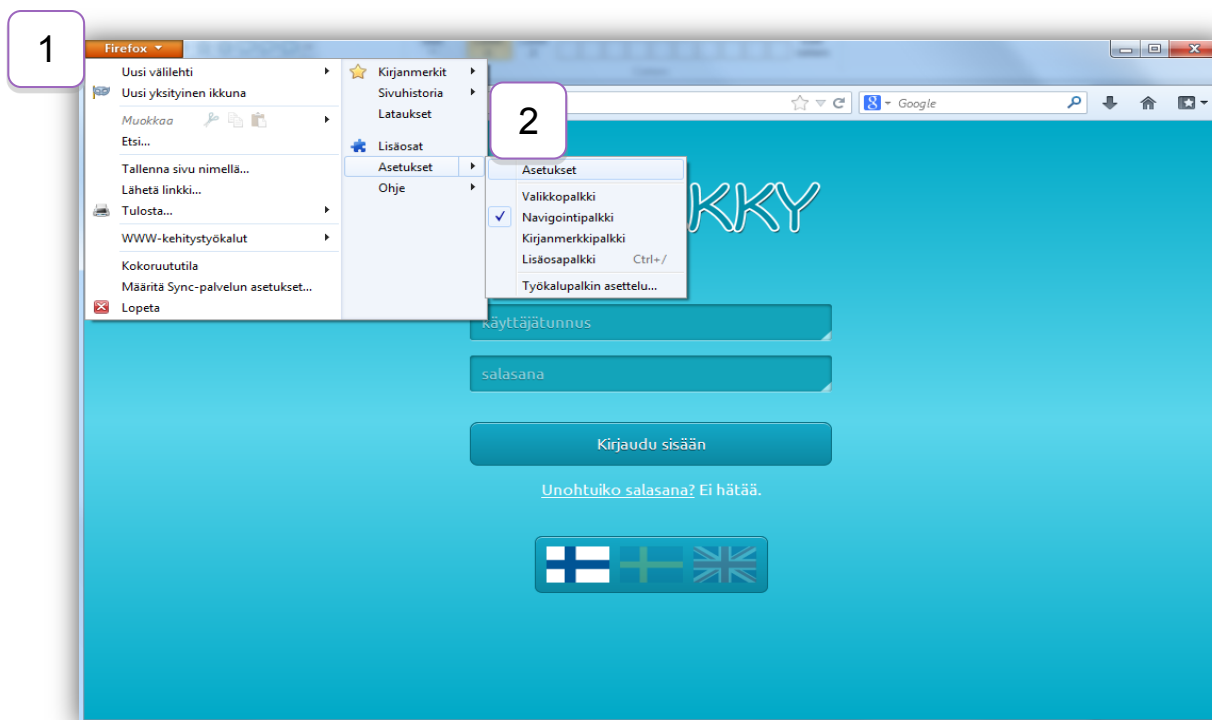 1
Firefox
Uusi välilehti
Uusi yksityinen ikkuna
Muokkaa
Etsi...
Tallenna sivu nimellä...
Lähetä linkki...
Tulosta...
WWW-kehitystyökalut
Kokoruututila
Määritä Sync-palvelun asetukset...
Lopeta
Kirjanmerkit
Sivuhistoria
Lataukset
Lisäosat
Asetukset
Ohje
2
Asetukset
Valikkopalkki
Navigointipalkki
Kirjanmerkkipalkki
Lisäosapalkki Ctrl+/
Työkalupalkin asettelu...
8 Google
KKY
käyttäjätunnus
salasana
Kirjaudu sisään
Unohtuiko salasana? Ei hätää.